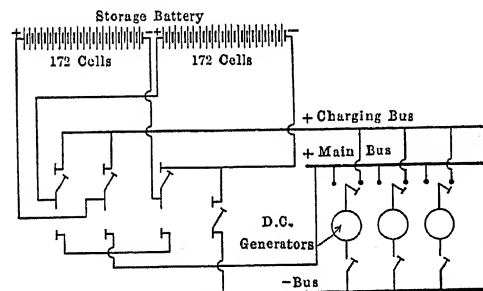 Storage Battery
+ - + -
172 Cells 172 Cells
+ Charging Bus
+ Main Bus
D.C.
Generators
-Bus